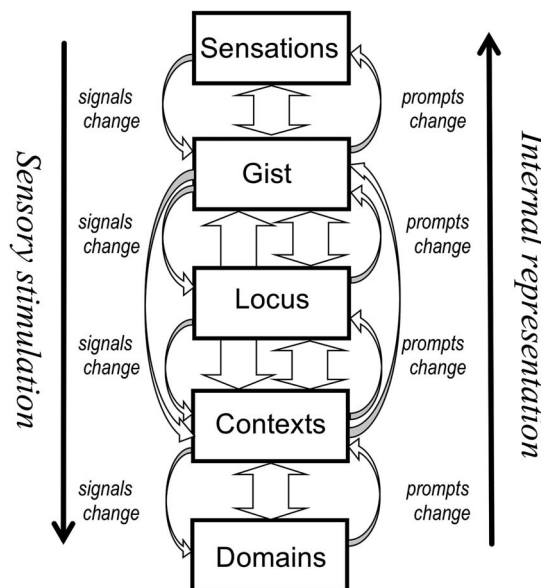 Sensations
signals
change
prompts
change
Gist
signals
change
prompts
change
Locus
signals
change
prompts
change
Contexts
signals
change
prompts
change
Domains
Sensory stimulation
Internal representation